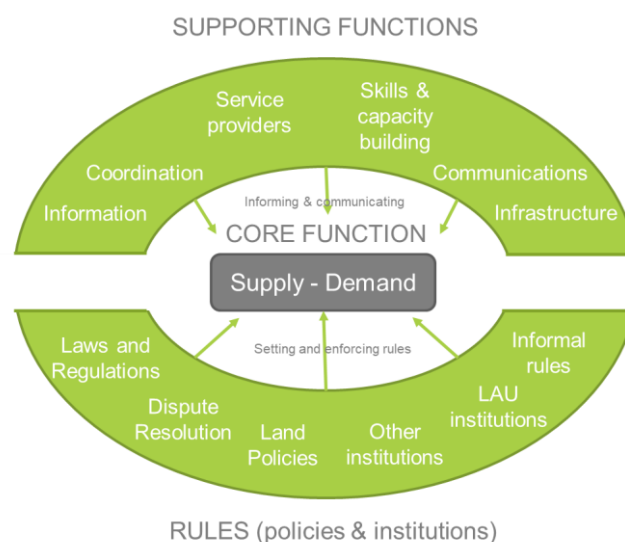 SUPPORTING FUNCTIONS
Service
providers
Skills &
capacity
building
Coordination
Communications
Information
Infrastructure
Informing & communicating
CORE FUNCTION
Supply - Demand
Setting and enforcing rules
Laws and
Regulations
Informal
rules
Dispute
Resolution
LAU
institutions
Land
Policies
Other
institutions
RULES (policies & institutions)